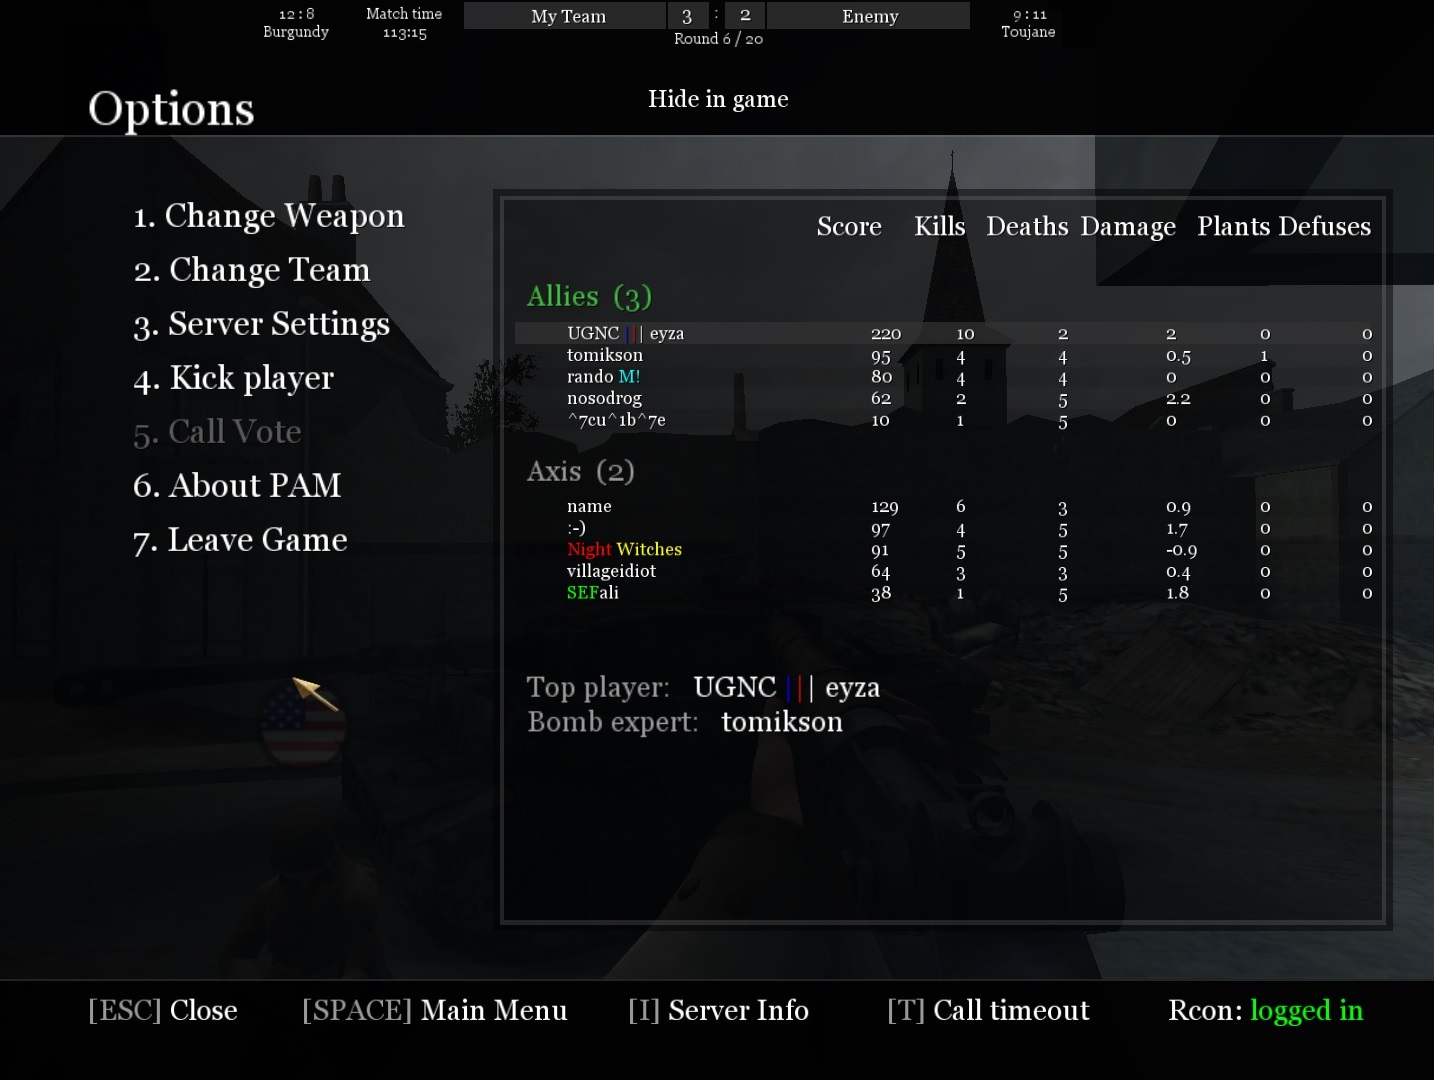 12 : 8 Match time My Team 3 : 2 Enemy 9 : 11
Burgundy 113:15 Round 6 / 20 Toujane
Options Hide in game
1. Change Weapon
2. Change Team
3. Server Settings
4. Kick player
5. Call Vote
6. About PAM
7. Leave Game
Score Kills Deaths Damage Plants Defuses
Allies (3)
UGNC ||| eyza 220 10 2 2 0 0
tomikson 95 4 4 0.5 1 0
rando M! 80 4 4 0 0 0
nosodrog 62 2 5 2.2 0 0
^7cu^1b^7e 10 1 5 0 0 0
Axis (2)
name 129 6 3 0.9 0 0
:-) 97 4 5 1.7 0 0
Night Witches 91 5 5 -0.9 0 0
villageidiot 64 3 3 0.4 0 0
SEFali 38 1 5 1.8 0 0
Top player: UGNC ||| eyza
Bomb expert: tomikson
[ESC] Close [SPACE] Main Menu [I] Server Info [T] Call timeout Rcon: logged in